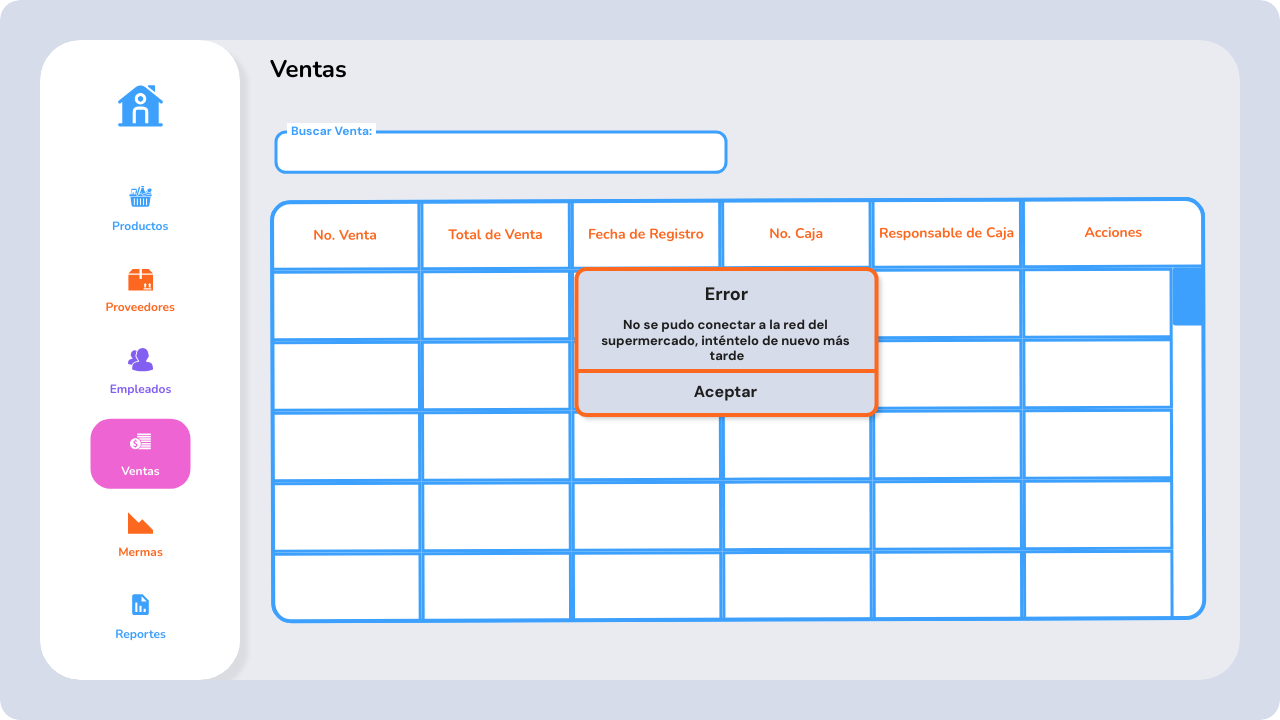 Ventas
Buscar Venta:
No. Venta
Total de Venta
Fecha de Registro
No. Caja
Responsable de Caja
Acciones
Productos
Proveedores
Empleados
Ventas
Mermas
Reportes
Error
No se pudo conectar a la red del
supermercado, inténtelo de nuevo más
tarde
Aceptar